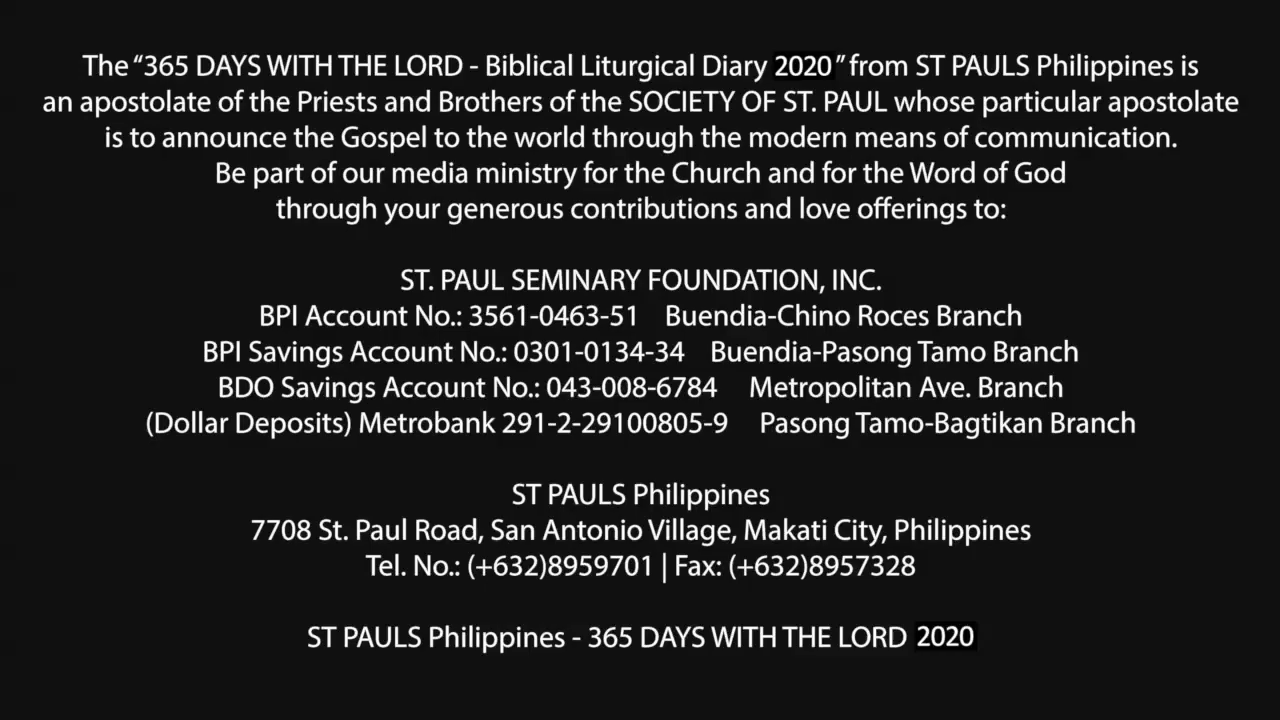 The “365 DAYS WITH THE LORD - Biblical Liturgical Diary 2020” from ST PAULS Philippines is
an apostolate of the Priests and Brothers of the SOCIETY OF ST. PAUL whose particular apostolate
is to announce the Gospel to the world through the modern means of communication.
Be part of our media ministry for the Church and for the Word of God
through your generous contributions and love offerings to:
ST. PAUL SEMINARY FOUNDATION, INC.
BPI Account No.: 3561-0463-51 Buendia-Chino Roces Branch
BPI Savings Account No.: 0301-0134-34 Buendia-Pasong Tamo Branch
BDO Savings Account No.: 043-008-6784 Metropolitan Ave. Branch
(Dollar Deposits) Metrobank 291-2-29100805-9 Pasong Tamo-Bagtikan Branch
ST PAULS Philippines
7708 St. Paul Road, San Antonio Village, Makati City, Philippines
Tel. No.: (+632)8959701 | Fax: (+632)8957328
ST PAULS Philippines - 365 DAYS WITH THE LORD 2020